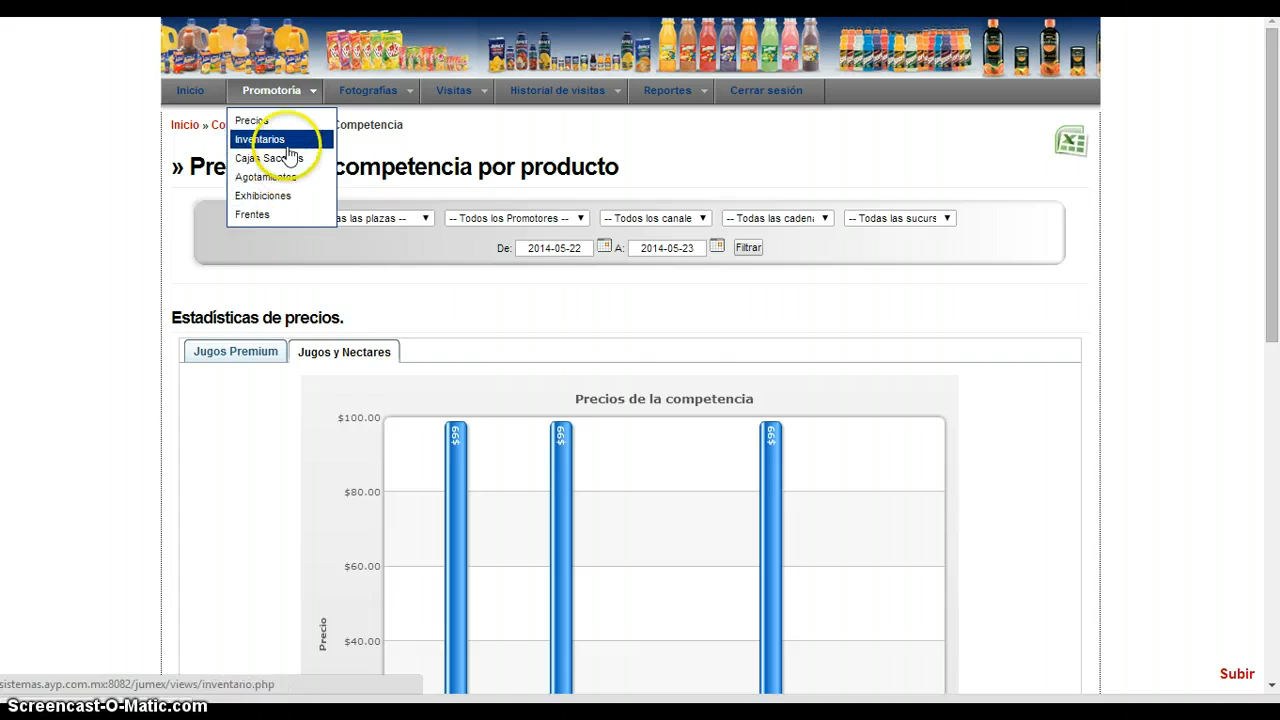 Inicio Promotoría Fotografías Visitas Historial de visitas Reportes Cerrar sesión
Inicio » Competencia
Precios
Inventarios
Agotamientos
Exhibiciones
Frentes
competencia por producto
las plazas -- -- Todos los Promotores -- -- Todos los canale -- Todas las caden -- Todas las sucurs
De: 2014-05-22 A: 2014-05-23 Filtrar
Estadísticas de precios.
Jugos Premium Jugos y Nectares
Precios de la competencia
$100.00
$80.00
$60.00
$40.00
Precio
$99 $99 $99
Subir
sistemas.ayp.com.mx:8082/jumex/views/inventario.php
Screencast-O-Matic.com